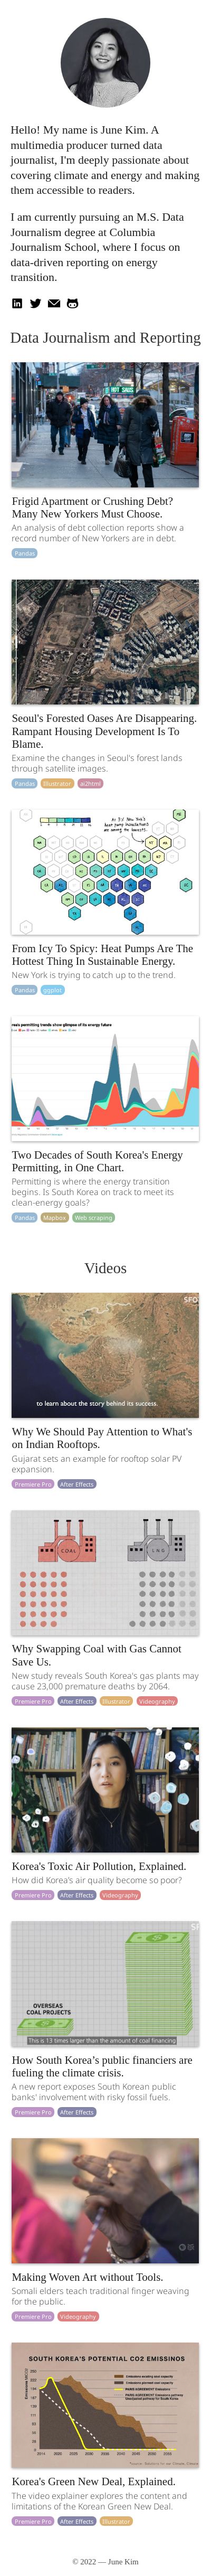 Hello! My name is June Kim. A
multimedia producer turned data
journalist, I'm deeply passionate about
covering climate and energy and making
them accessible to readers.
I am currently pursuing an M.S. Data
Journalism degree at Columbia
Journalism School, where I focus on
data-driven reporting on energy
transition.
Data Journalism and Reporting
Frigid Apartment or Crushing Debt?
Many New Yorkers Must Choose.
An analysis of debt collection reports show a
record number of New Yorkers are in debt.
Pandas
Seoul's Forested Oases Are Disappearing.
Rampant Housing Development Is To
Blame.
Examine the changes in Seoul's forest lands
through satellite images.
Pandas Illustrator ai2html
From Icy To Spicy: Heat Pumps Are The
Hottest Thing In Sustainable Energy.
New York is trying to catch up to the trend.
Pandas ggplot
Two Decades of South Korea's Energy
Permitting, in One Chart.
Permitting is where the energy transition
begins. Is South Korea on track to meet its
clean-energy goals?
Pandas Mapbox Web scraping
Videos
to learn about the story behind its success.
Why We Should Pay Attention to What's
on Indian Rooftops.
Gujarat sets an example for rooftop solar PV
expansion.
Premiere Pro After Effects
COAL LNG
Why Swapping Coal with Gas Cannot
Save Us.
New study reveals South Korea's gas plants may
cause 23,000 premature deaths by 2064.
Premiere Pro After Effects Illustrator Videography
Korea's Toxic Air Pollution, Explained.
How did Korea's air quality become so poor?
Premiere Pro After Effects Videography
OVERSEAS
COAL PROJECTS
This is 13 times larger than the amount of coal financing
How South Korea’s public financiers are
fueling the climate crisis.
A new report exposes South Korean public
banks' involvement with risky fossil fuels.
Premiere Pro After Effects
Making Woven Art without Tools.
Somali elders teach traditional finger weaving
for the public.
Premiere Pro Videography
SOUTH KOREA'S POTENTIAL CO2 EMISSINOS
Korea's Green New Deal, Explained.
The video explainer explores the content and
limitations of the Korean Green New Deal.
Premiere Pro After Effects Illustrator
© 2022 — June Kim